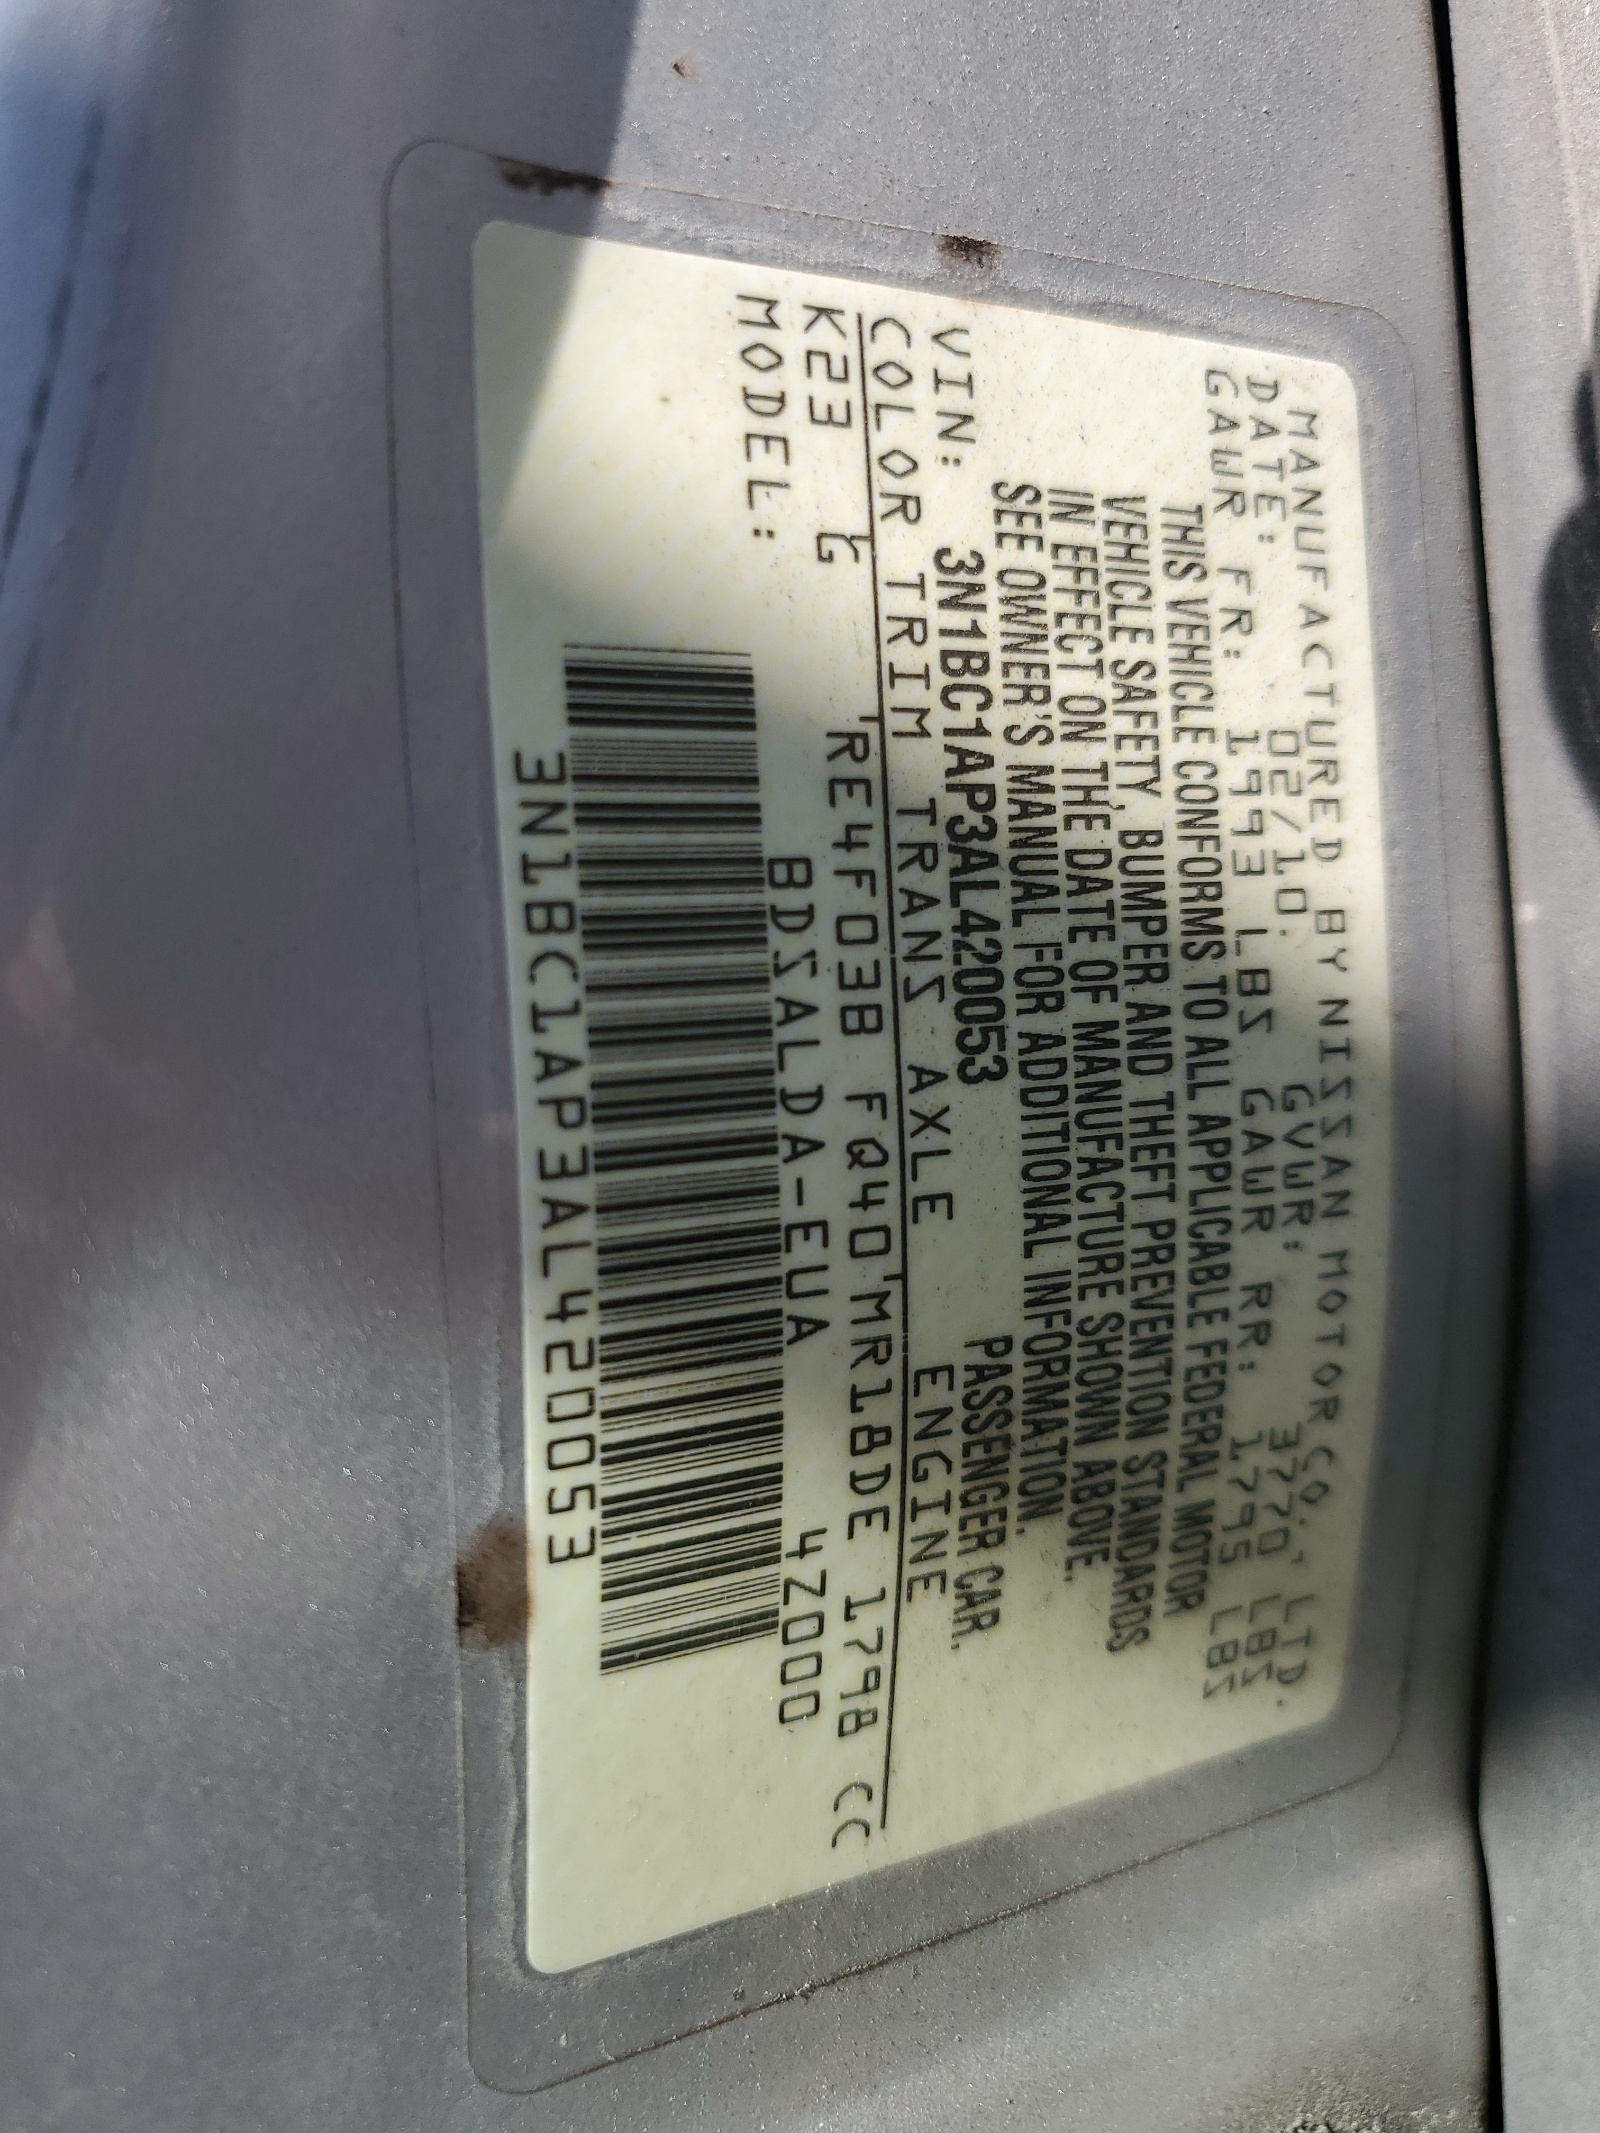 MANUFACTURED BY NISSAN MOTOR CO., LTD.
DATE: 02/10. GVWR: 3770 LBS
GAWR FR: 1993 LBS GAWR RR: 1795 LBS
THIS VEHICLE CONFORMS TO ALL APPLICABLE FEDERAL MOTOR
VEHICLE SAFETY, BUMPER AND THEFT PREVENTION STANDARDS
IN EFFECT ON THE DATE OF MANUFACTURE SHOWN ABOVE.
SEE OWNER'S MANUAL FOR ADDITIONAL INFORMATION.
VIN: 3N1BC1AP3AL420053 PASSENGER CAR.
COLOR TRIM TRANS AXLE ENGINE
K23 G RE4F03B FQ40 MR18DE 1798 CC
MODEL: BDSALDA-EUA 4Z000
3N1BC1AP3AL420053